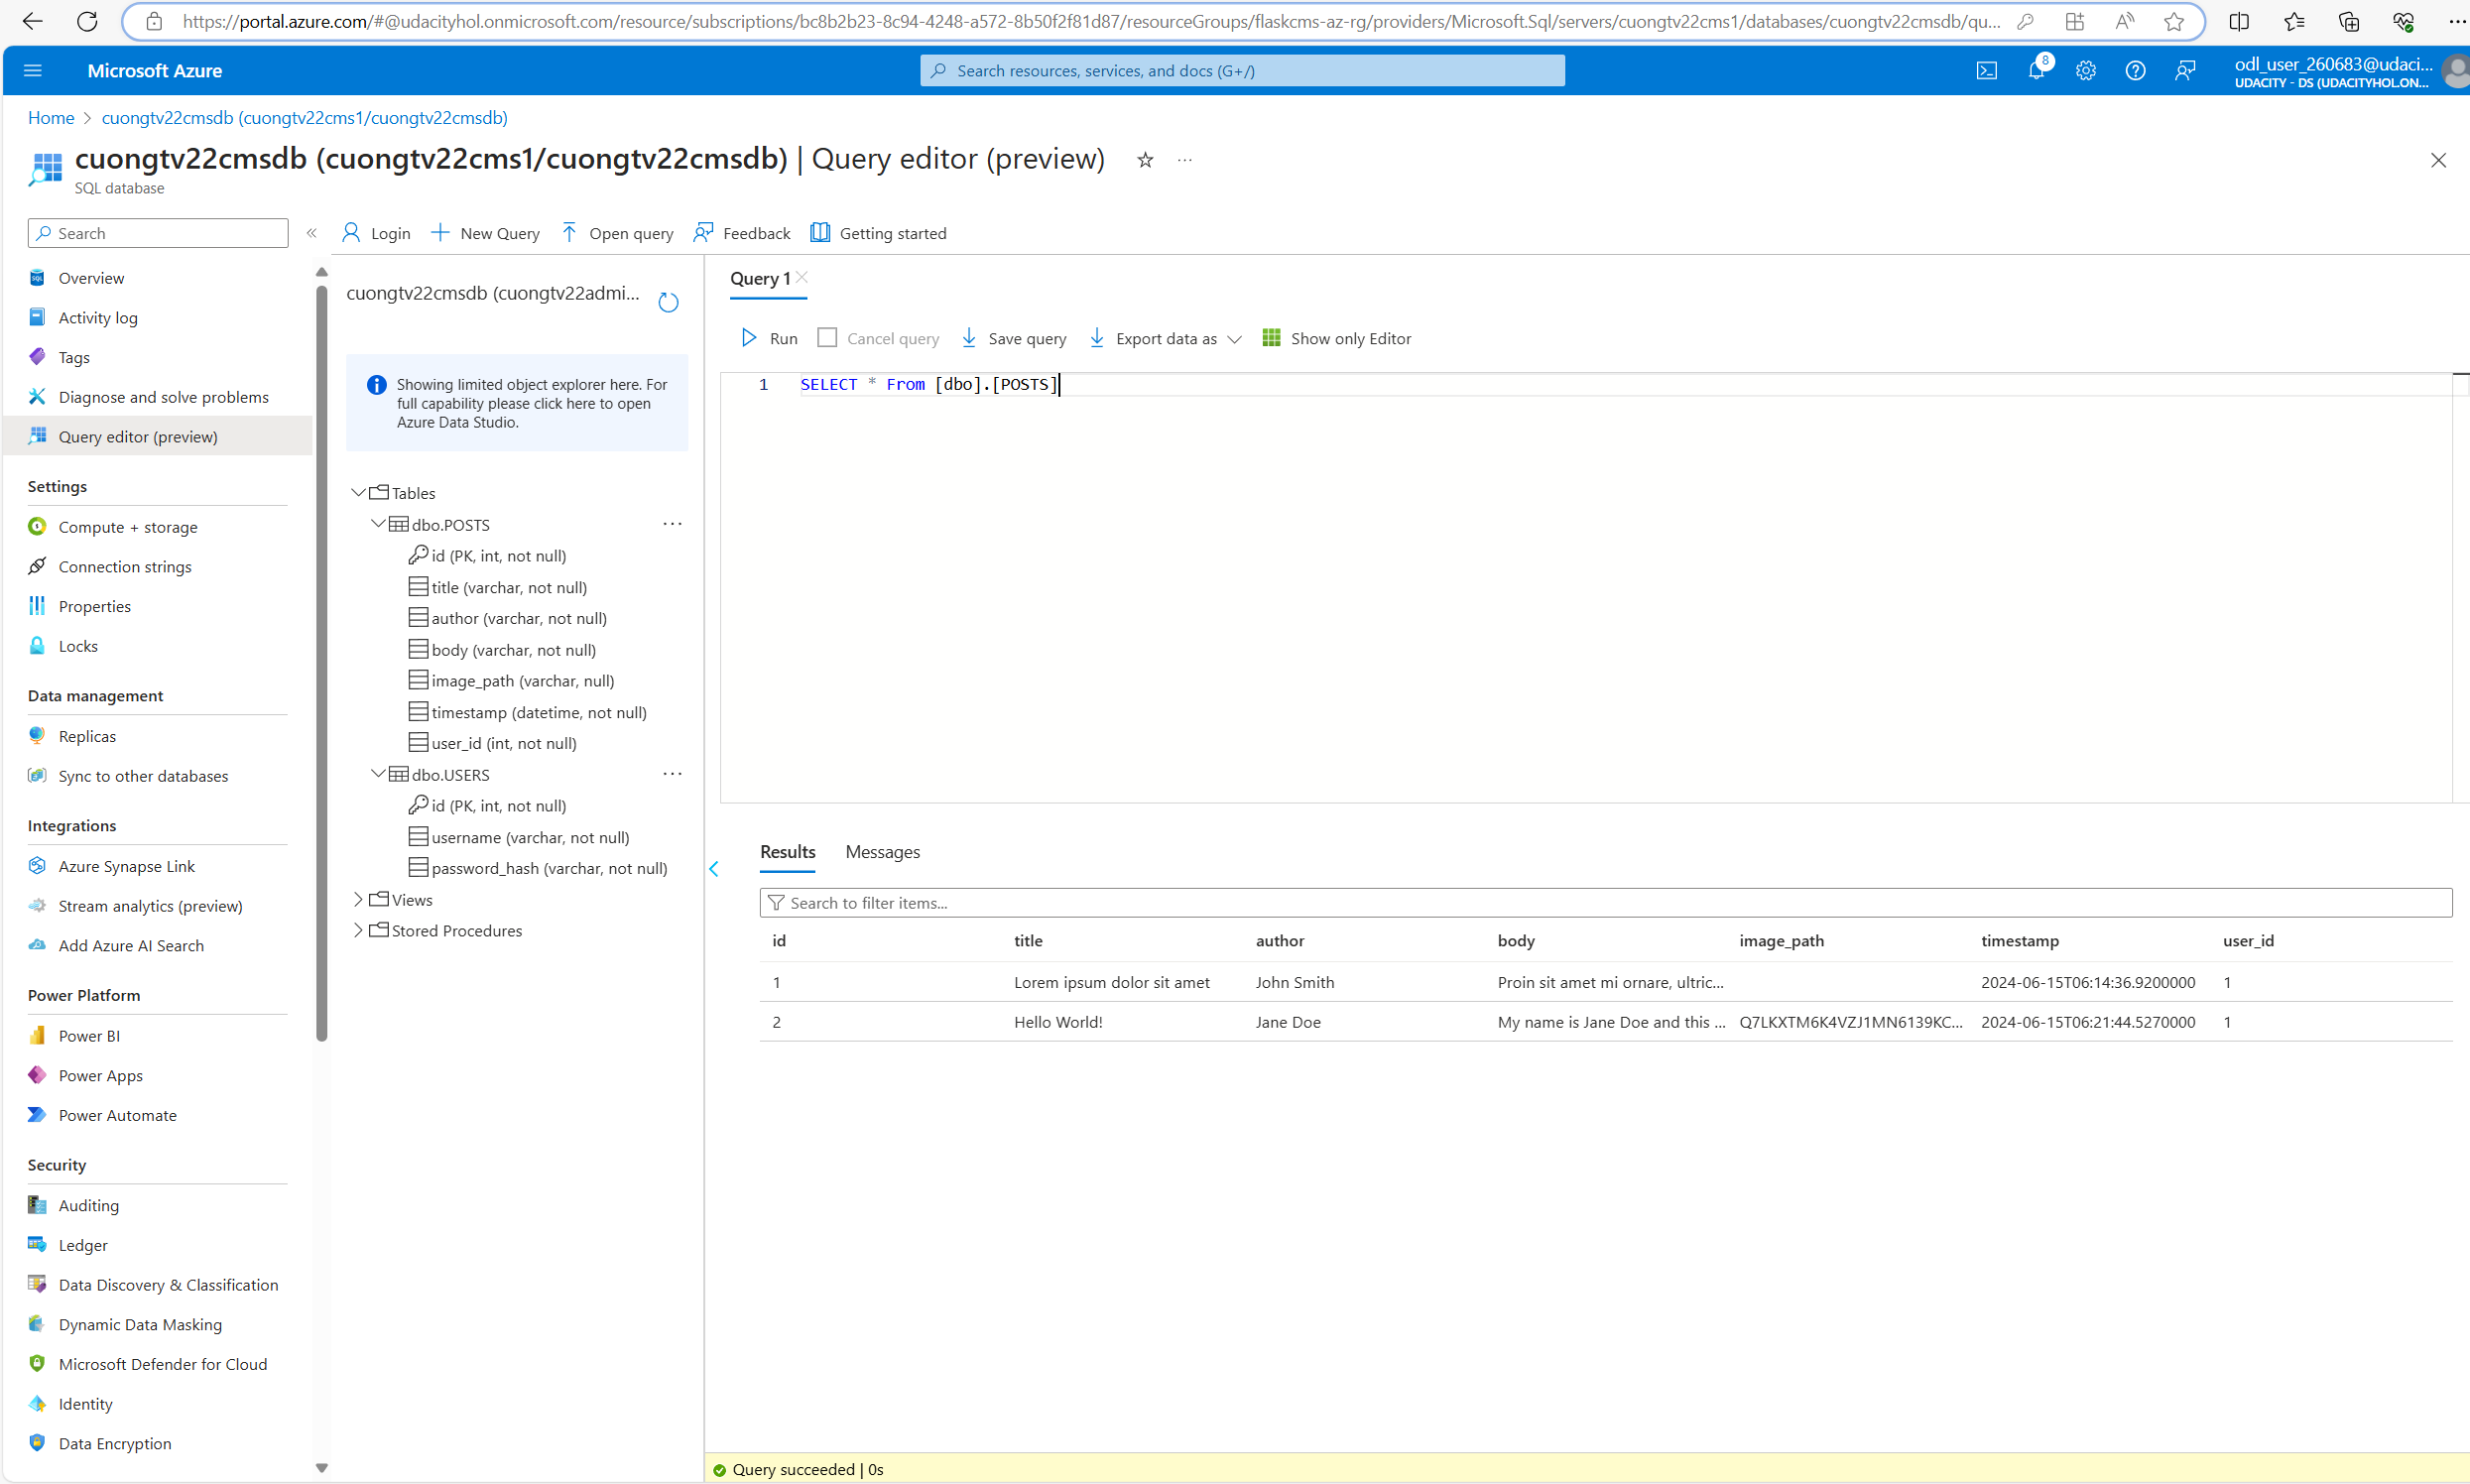 https://portal.azure.com/#@udacityhol.onmicrosoft.com/resource/subscriptions/bc8b2b23-8c94-4248-a572-8b50f2f81d87/resourceGroups/flaskcms-az-rg/providers/Microsoft.Sql/servers/cuongtv22cms1/databases/cuongtv22cmsdb/qu...
Microsoft Azure
Search resources, services, and docs (G+/)
8
odl_user_260683@udaci...
UDACITY - DS (UDACITYHOL.ON...
Home > cuongtv22cmsdb (cuongtv22cms1/cuongtv22cmsdb)
cuongtv22cmsdb (cuongtv22cms1/cuongtv22cmsdb) | Query editor (preview)
SQL database
Search
Login
New Query
Open query
Feedback
Getting started
Overview
Activity log
Tags
Diagnose and solve problems
Query editor (preview)
Settings
Compute + storage
Connection strings
Properties
Locks
Data management
Replicas
Sync to other databases
Integrations
Azure Synapse Link
Stream analytics (preview)
Add Azure AI Search
Power Platform
Power BI
Power Apps
Power Automate
Security
Auditing
Ledger
Data Discovery & Classification
Dynamic Data Masking
Microsoft Defender for Cloud
Identity
Data Encryption
cuongtv22cmsdb (cuongtv22admi...
Showing limited object explorer here. For
full capability please click here to open
Azure Data Studio.
Tables
dbo.POSTS
id (PK, int, not null)
title (varchar, not null)
author (varchar, not null)
body (varchar, not null)
image_path (varchar, null)
timestamp (datetime, not null)
user_id (int, not null)
dbo.USERS
id (PK, int, not null)
username (varchar, not null)
password_hash (varchar, not null)
Views
Stored Procedures
Query 1
Run
Cancel query
Save query
Export data as
Show only Editor
1 SELECT * From [dbo].[POSTS]
Results Messages
Search to filter items...
id title author body image_path timestamp user_id
1 Lorem ipsum dolor sit amet John Smith Proin sit amet mi ornare, ultric... 2024-06-15T06:14:36.9200000 1
2 Hello World! Jane Doe My name is Jane Doe and this ... Q7LKXTM6K4VZJ1MN6139KC... 2024-06-15T06:21:44.5270000 1
Query succeeded | 0s